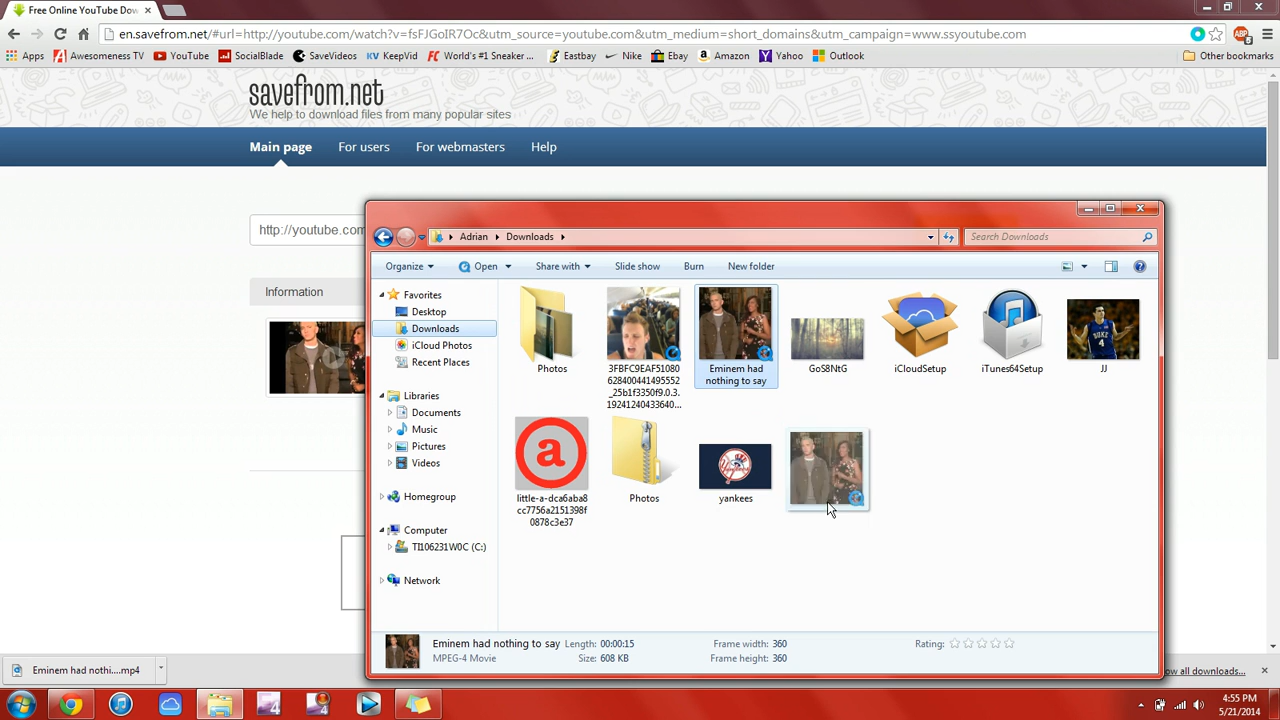 Free Online YouTube Dow
en.savefrom.net/#url=http://youtube.com/watch?v=fsFJGoIR7Oc&utm_source=youtube.com&utm_medium=short_domains&utm_campaign=www.ssyoutube.com
Apps Awesomeness TV YouTube SocialBlade SaveVideos KeepVid World's #1 Sneaker ... Eastbay Nike Ebay Amazon Yahoo Outlook Other bookmarks
savefrom.net
We help to download files from many popular sites
Main page For users For webmasters Help
http://youtube.com
Information
Adrian Downloads
Search Downloads
Organize Open Share with Slide show Burn New folder
Favorites
Desktop
Downloads
iCloud Photos
Recent Places
Libraries
Documents
Music
Pictures
Videos
Homegroup
Computer
TI106231W0C (C:)
Network
Photos
3FBFC9EAF51080
628400441495552
_25b1f3350f9.0.3.
19241240433640...
Eminem had
nothing to say
GoS8NtG
iCloudSetup
iTunes64Setup
JJ
DUKE
4
a
little-a-dca6aba8
cc7756a2151398f
0878c3e37
Photos
yankees
Eminem had nothing to say Length: 00:00:15 Frame width: 360 Rating:
MPEG-4 Movie Size: 608 KB Frame height: 360
Eminem had nothi....mp4
ow all downloads...
4:55 PM
5/21/2014